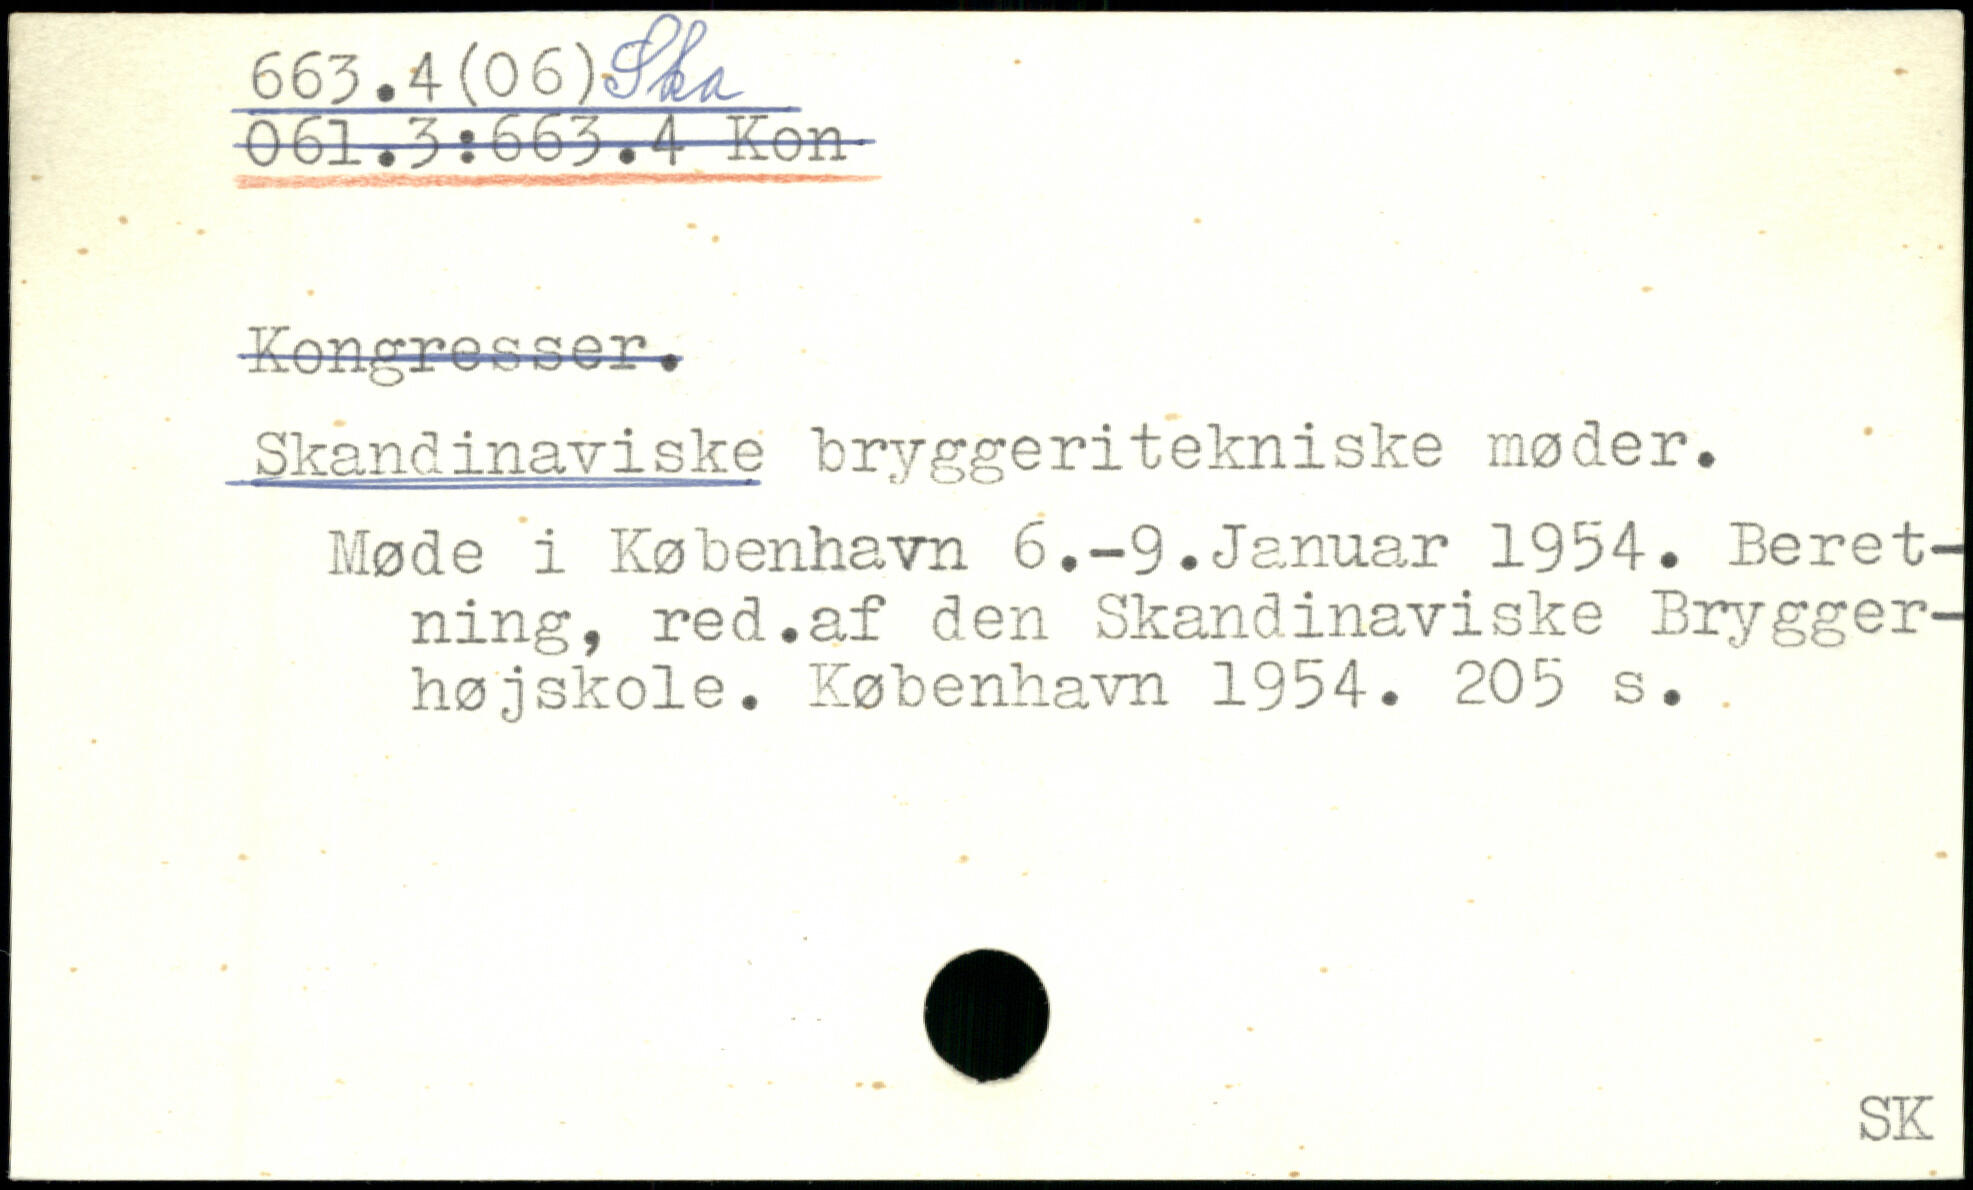 663.4(06) Ska
061.3:663.4 Kon
Kongresser.
Skandinaviske bryggeritekniske møder.
Møde i København 6.-9.Januar 1954. Beret-
ning, red.af den Skandinaviske Brygger-
højskole. København 1954. 205 s.
SK